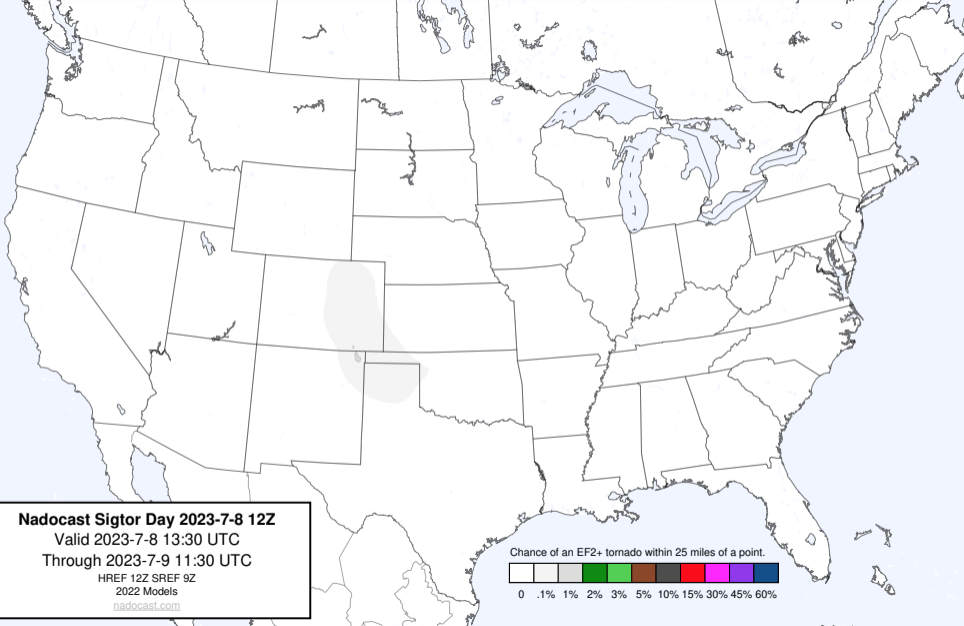 Nadocast Sigtor Day 2023-7-8 12Z
Valid 2023-7-8 13:30 UTC
Through 2023-7-9 11:30 UTC
HREF 12Z SREF 9Z
2022 Models
nadocast.com
Chance of an EF2+ tornado within 25 miles of a point.
0 .1% 1% 2% 3% 5% 10% 15% 30% 45% 60%